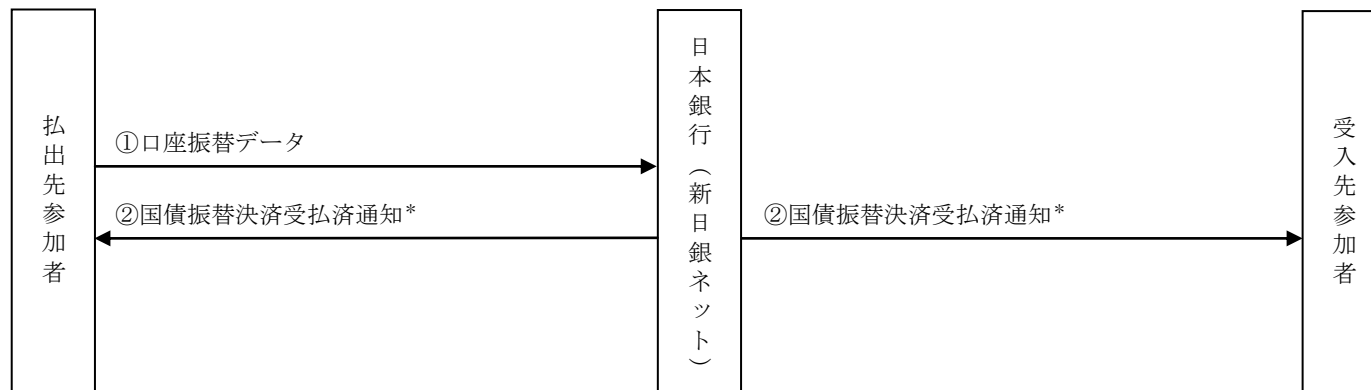 払出先参加者
①口座振替データ
②国債振替決済受払済通知*
日本銀行（新日銀ネット）
②国債振替決済受払済通知*
受入先参加者